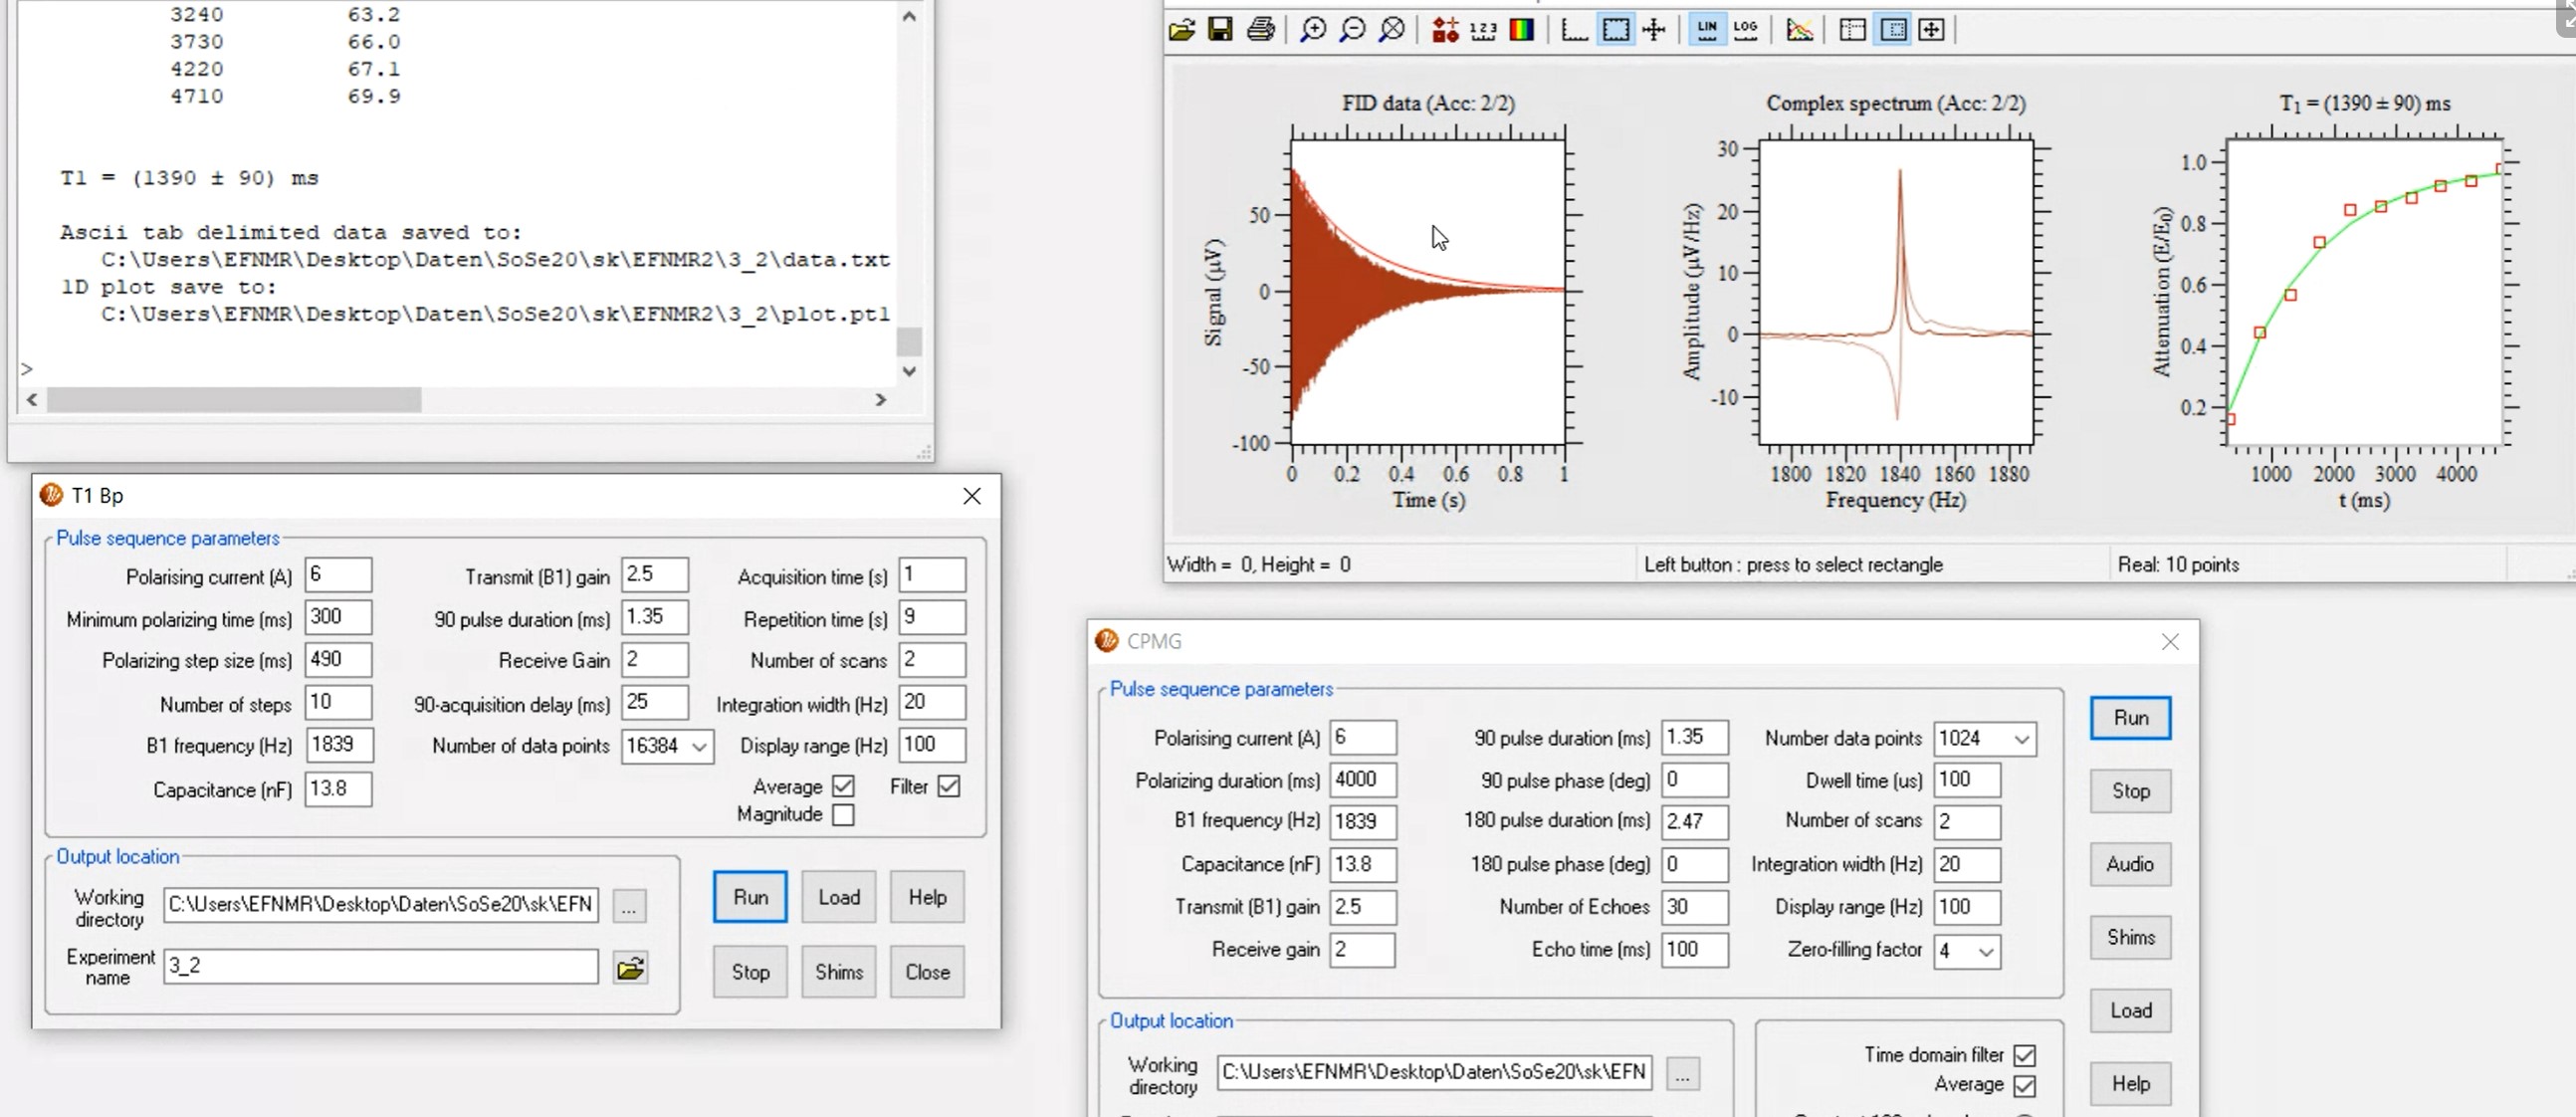 3240 63.2
3730 66.0
4220 67.1
4710 69.9
T1 = (1390 ± 90) ms
Ascii tab delimited data saved to:
C:\Users\EFNMR\Desktop\Daten\SoSe20\sk\EFNMR2\3_2\data.txt
1D plot save to:
C:\Users\EFNMR\Desktop\Daten\SoSe20\sk\EFNMR2\3_2\plot.pt1
>
1 2 3
LIN
LOG
FID data (Acc: 2/2)
Signal (μV)
50
0
-50
-100
0 0.2 0.4 0.6 0.8 1
Time (s)
Complex spectrum (Acc: 2/2)
Amplitude (μV/Hz)
30
20
10
0
-10
1800 1820 1840 1860 1880
Frequency (Hz)
T1 = (1390 ± 90) ms
Attenuation (E/E0)
1.0
0.8
0.6
0.4
0.2
1000 2000 3000 4000
t (ms)
Width = 0, Height = 0
Left button : press to select rectangle
Real: 10 points
T1 Bp
Pulse sequence parameters
Polarising current (A) 6
Transmit (B1) gain 2.5
Acquisition time (s) 1
Minimum polarizing time (ms) 300
90 pulse duration (ms) 1.35
Repetition time (s) 9
Polarizing step size (ms) 490
Receive Gain 2
Number of scans 2
Number of steps 10
90-acquisition delay (ms) 25
Integration width (Hz) 20
B1 frequency (Hz) 1839
Number of data points 16384
Display range (Hz) 100
Capacitance (nF) 13.8
Average
Filter
Magnitude
Output location
Working
directory
C:\Users\EFNMR\Desktop\Daten\SoSe20\sk\EFN
...
Experiment
name
3_2
Run
Load
Help
Stop
Shims
Close
CPMG
Pulse sequence parameters
Polarising current (A) 6
90 pulse duration (ms) 1.35
Number data points 1024
Polarizing duration (ms) 4000
90 pulse phase (deg) 0
Dwell time (us) 100
B1 frequency (Hz) 1839
180 pulse duration (ms) 2.47
Number of scans 2
Capacitance (nF) 13.8
180 pulse phase (deg) 0
Integration width (Hz) 20
Transmit (B1) gain 2.5
Number of Echoes 30
Display range (Hz) 100
Receive gain 2
Echo time (ms) 100
Zero-filling factor 4
Run
Stop
Audio
Shims
Load
Help
Output location
Working
directory
C:\Users\EFNMR\Desktop\Daten\SoSe20\sk\EFN
...
Time domain filter
Average